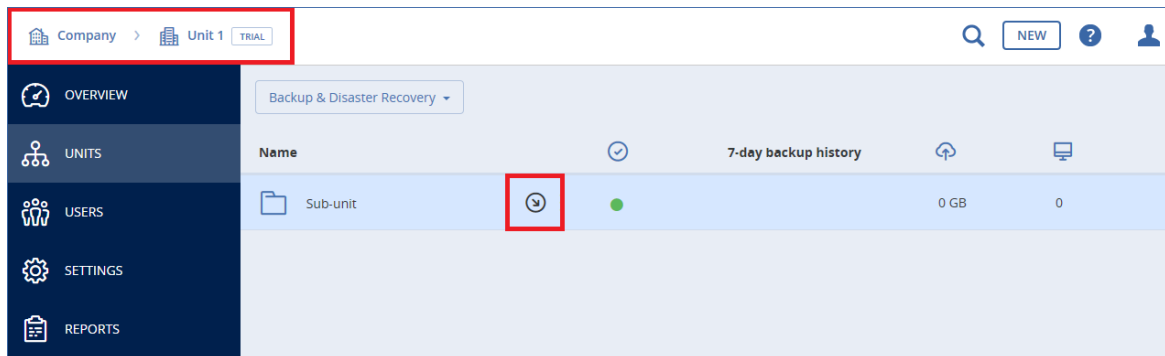 Company > Unit 1 TRIAL
NEW ?
OVERVIEW
Backup & Disaster Recovery
UNITS
Name 7-day backup history
Sub-unit 0 GB 0
USERS
SETTINGS
REPORTS